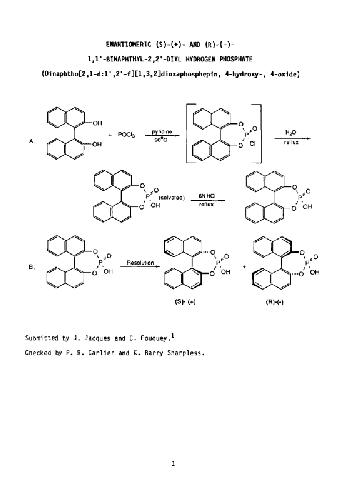 ENANTIOMERIC (S)-(+)- AND (R)-(-)-
1,1'-BINAPHTHYL-2,2'-DIYL HYDROGEN PHOSPHATE
(Dinaphtho[2,1-d:1',2'-f][1,3,2]dioxaphosphepin, 4-hydroxy-, 4-oxide)
A. OH OH + POCl3 pyridine 90°C O O P O Cl H2O reflux
O O P O OH (solvated) 6N HCl reflux O O P O OH
B. O O P O OH Resolution O O P O OH + O O P O OH
(S)-(+) (R)-(-)
Submitted by J. Jacques and C. Fouquey.1
Checked by P. R. Carlier and K. Barry Sharpless.
1